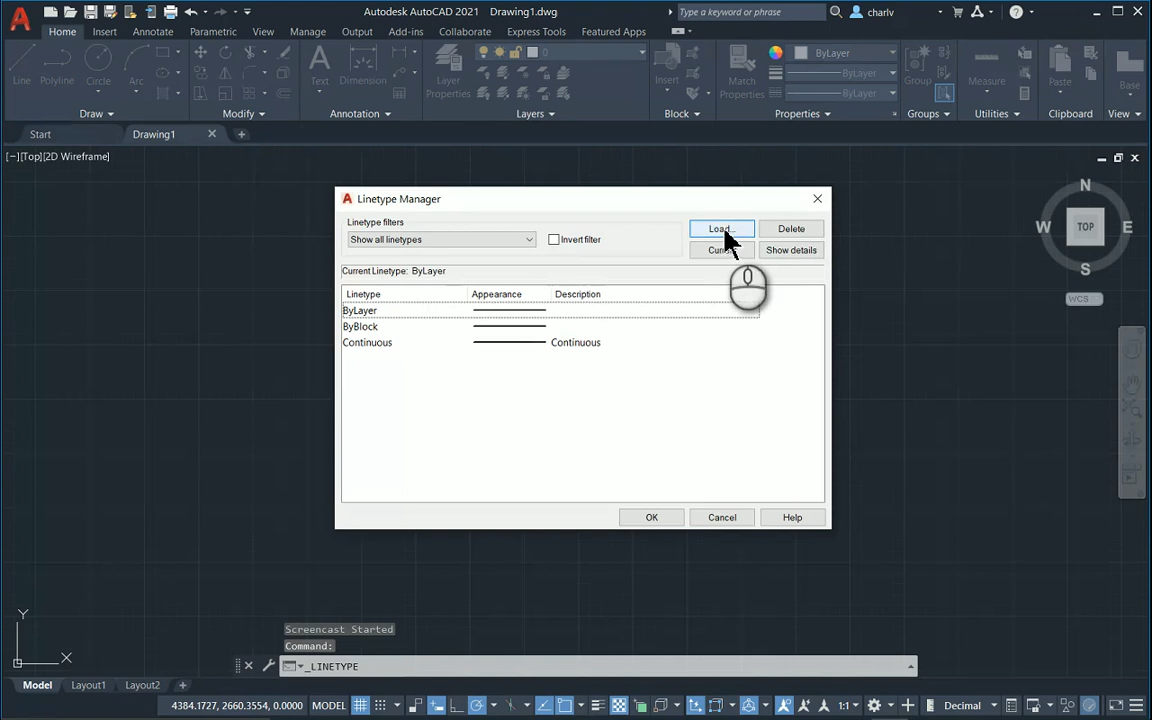 Autodesk AutoCAD 2021 Drawing1.dwg
Type a keyword or phrase
charlv
Home Insert Annotate Parametric View Manage Output Add-ins Collaborate Express Tools Featured Apps
0
ByLayer
ByLayer
ByLayer
Line Polyline Circle Arc
Text Dimension
Layer Properties
Insert
Match Properties
Group
Measure
Paste
Base
Draw Modify Annotation Layers Block Properties Groups Utilities Clipboard View
Start Drawing1
[−][Top][2D Wireframe]
N
W TOP E
S
WCS
Linetype Manager
Linetype filters
Show all linetypes
Invert filter
Load... Delete
Show details
Current Linetype: ByLayer
Linetype Appearance Description
ByLayer
ByBlock
Continuous Continuous
OK Cancel Help
Y
X
Screencast Started
Command:
_LINETYPE
Model Layout1 Layout2
4384.1727, 2660.3554, 0.0000 MODEL 1:1 Decimal